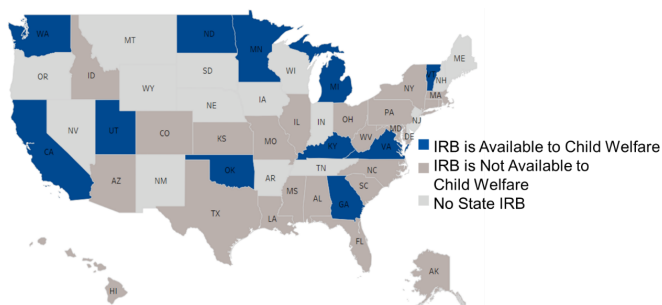 WA
MT
ND
MN
ME
OR
ID
SD
WI
MI
VT
NH
WY
NY
MA
NE
IA
PA
NJ
NV
UT
CO
KS
MO
IL
IN
OH
WV
MD
DE
CA
KY
VA
IRB is Available to Child Welfare
IRB is Not Available to
Child Welfare
No State IRB
AZ
NM
OK
AR
TN
NC
SC
TX
LA
MS
AL
GA
FL
HI
AK